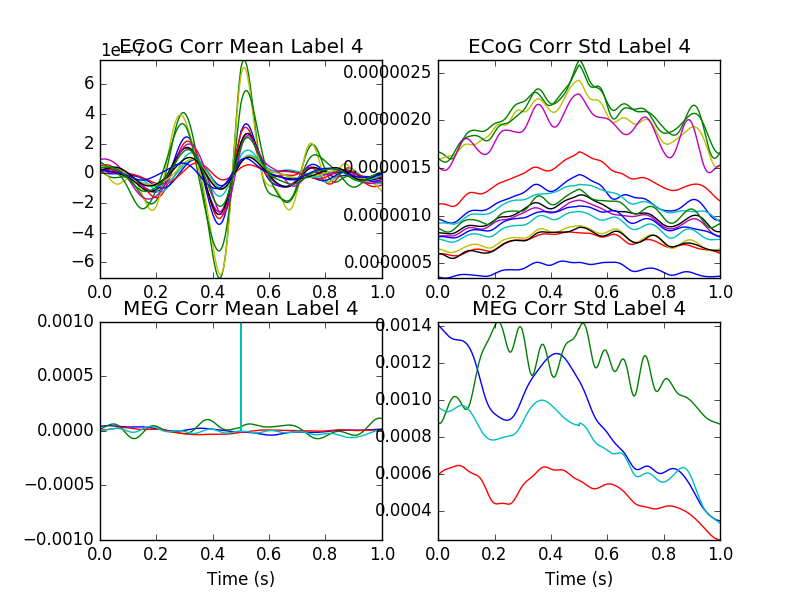 1e−7
ECoG Corr Mean Label 4
6
4
2
0
−2
−4
−6
0.0 0.2 0.4 0.6 0.8 1.0
ECoG Corr Std Label 4
0.0000025
0.0000020
0.0000015
0.0000010
0.0000005
0.0 0.2 0.4 0.6 0.8 1.0
MEG Corr Mean Label 4
0.0010
0.0005
0.0000
−0.0005
−0.0010
0.0 0.2 0.4 0.6 0.8 1.0
Time (s)
MEG Corr Std Label 4
0.0014
0.0012
0.0010
0.0008
0.0006
0.0004
0.0 0.2 0.4 0.6 0.8 1.0
Time (s)